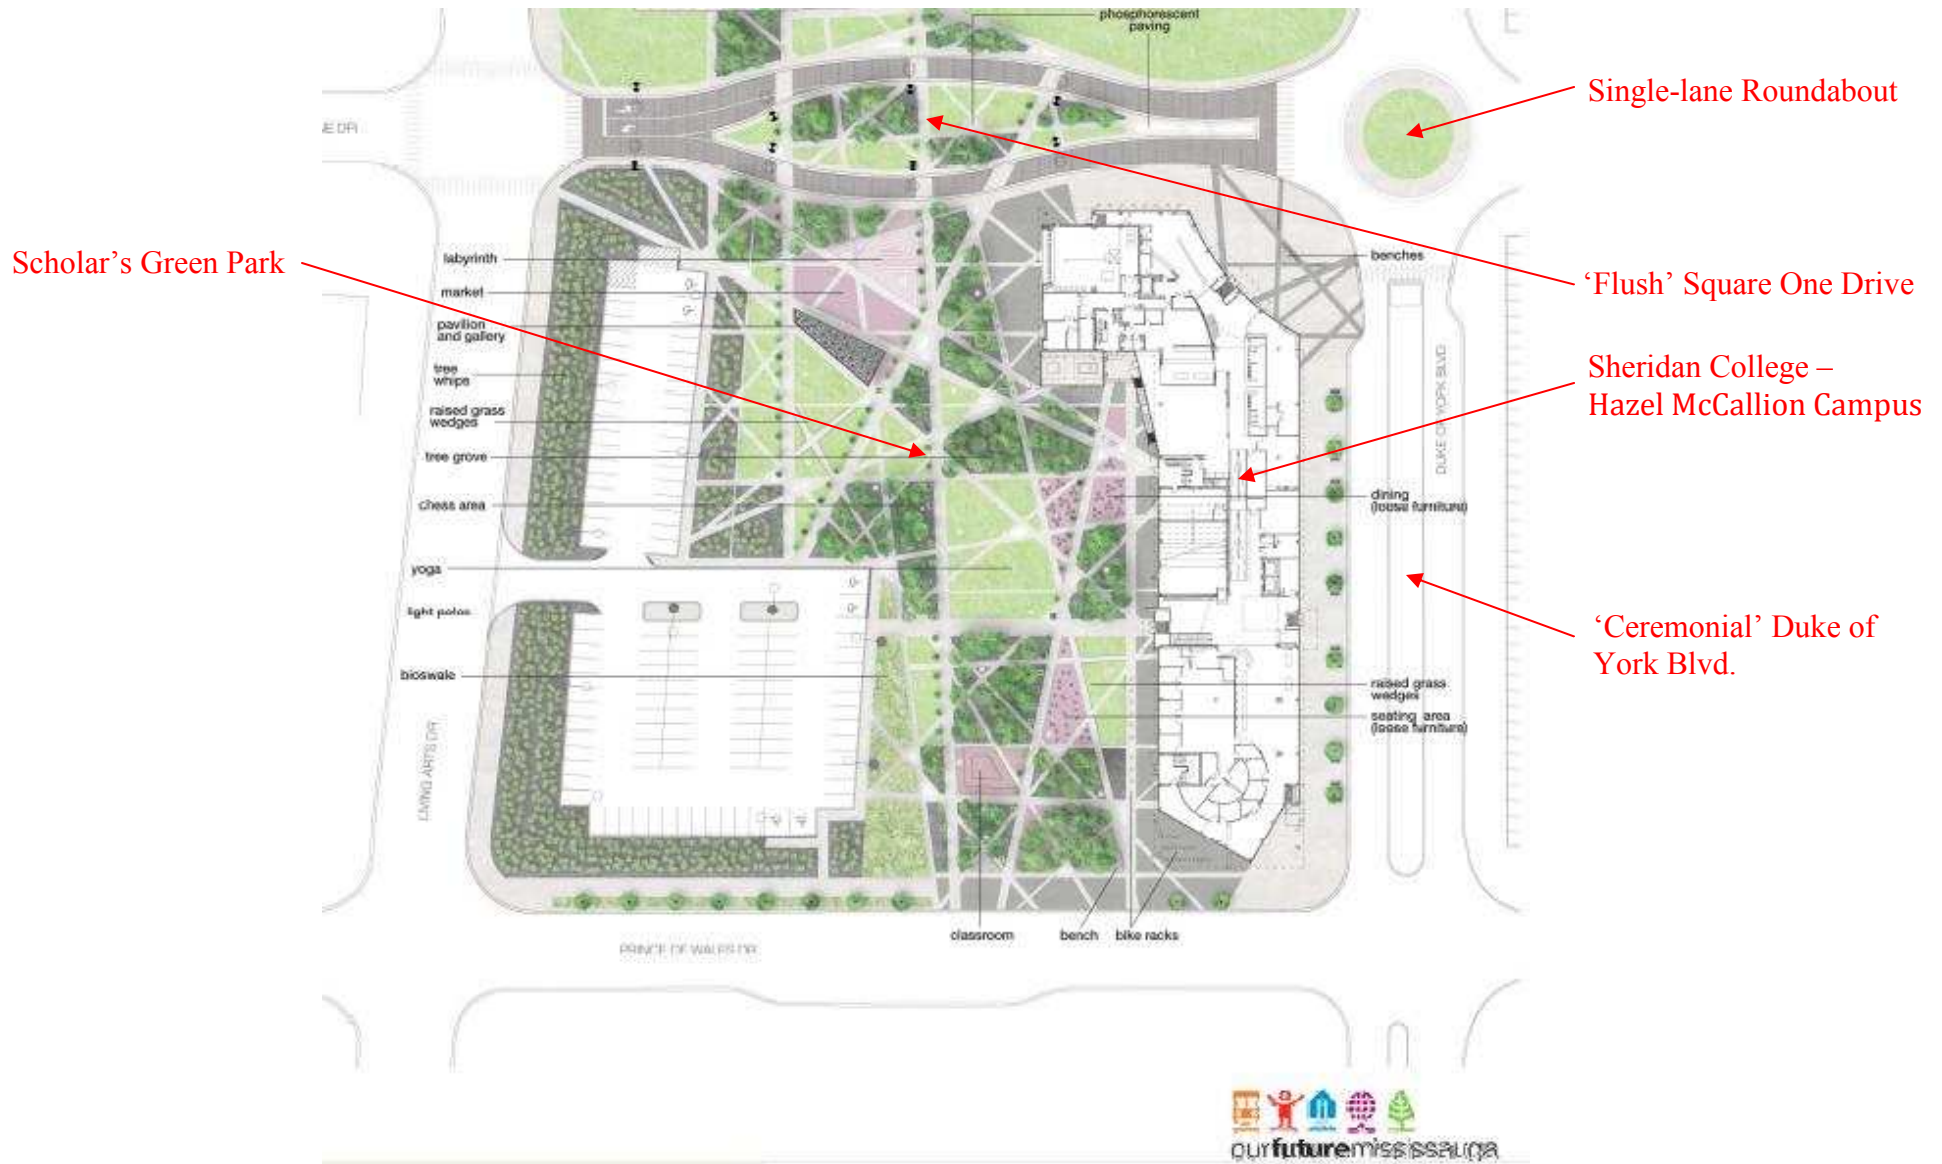 phosphorescent
paving
Single-lane Roundabout
NE DRI
Scholar’s Green Park
labyrinth
benches
‘Flush’ Square One Drive
market
pavilion
and gallery
Sheridan College –
Hazel McCallion Campus
tree
whips
raised grass
wedges
DUKE OF YORK BLVD
tree grove
chess area
dining
(loose furniture)
yoga
light poles
‘Ceremonial’ Duke of
York Blvd.
bioswale
raised grass
wedges
seating area
(loose furniture)
LIVING ARTS DR
classroom
bench
bike racks
PRINCE OF WALES DR
ourfuturemississauga